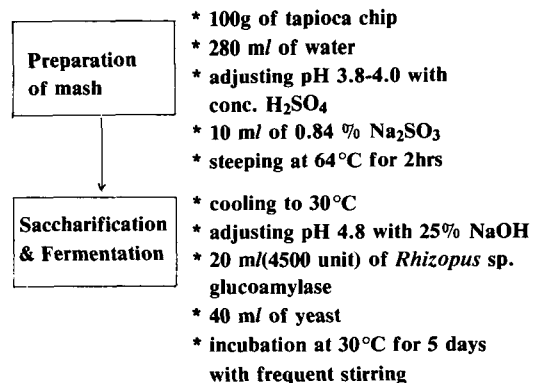 Preparation
of mash
* 100g of tapioca chip
* 280 ml of water
* adjusting pH 3.8-4.0 with
conc. H₂SO₄
* 10 ml of 0.84 % Na₂SO₃
* steeping at 64°C for 2hrs
Saccharification
& Fermentation
* cooling to 30°C
* adjusting pH 4.8 with 25% NaOH
* 20 ml(4500 unit) of Rhizopus sp.
glucoamylase
* 40 ml of yeast
* incubation at 30°C for 5 days
with frequent stirring